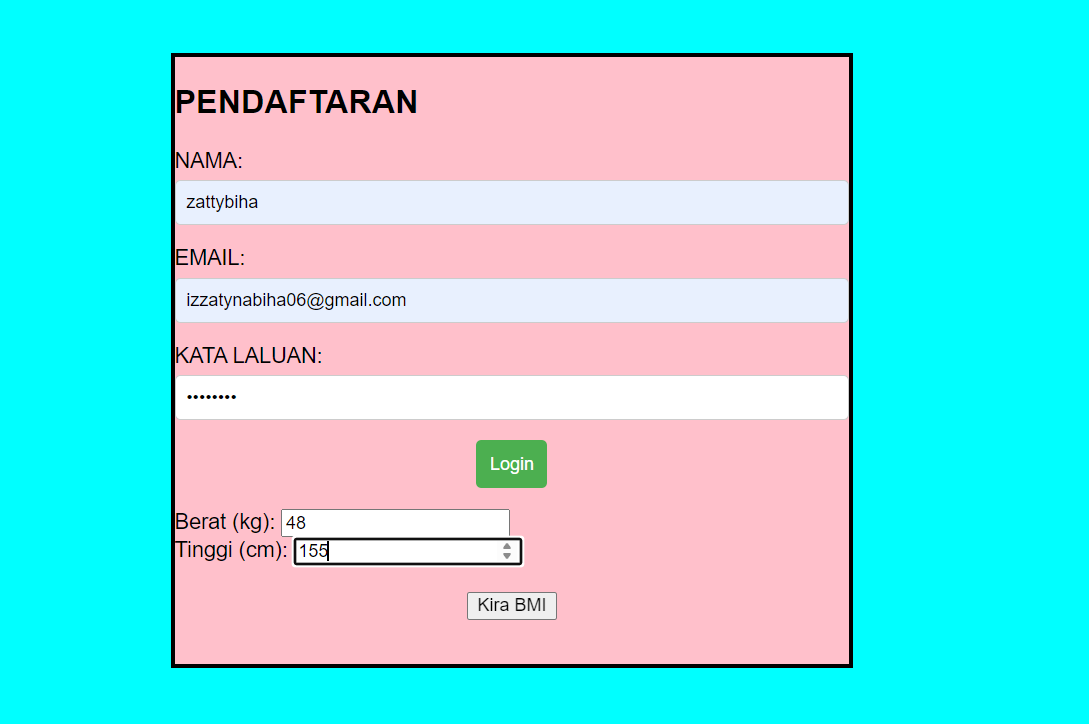 PENDAFTARAN
NAMA:
zattybiha
EMAIL:
izzatynabiha06@gmail.com
KATA LALUAN:
••••••••
Login
Berat (kg): 48
Tinggi (cm): 155
Kira BMI